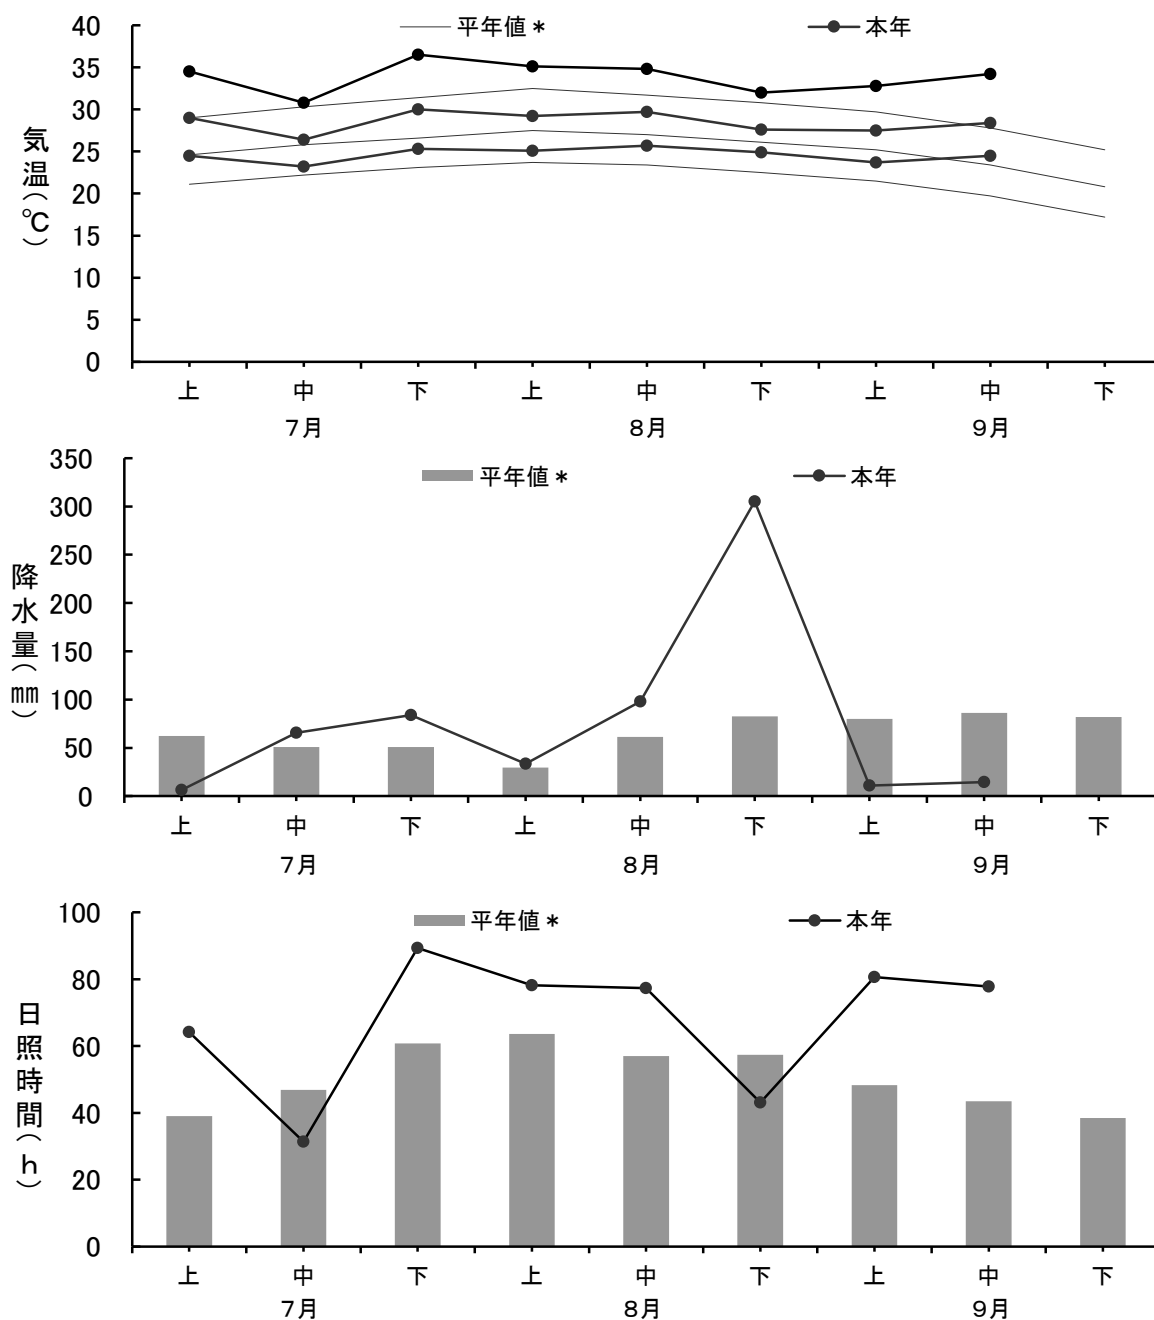 平年値＊ 本年
気温(℃)
40
35
30
25
20
15
10
5
0
上 中 下 上 中 下 上 中 下
7月 8月 9月
平年値＊ 本年
降水量(㎜)
350
300
250
200
150
100
50
0
上 中 下 上 中 下 上 中 下
7月 8月 9月
平年値＊ 本年
日照時間(h)
100
80
60
40
20
0
上 中 下 上 中 下 上 中 下
7月 8月 9月